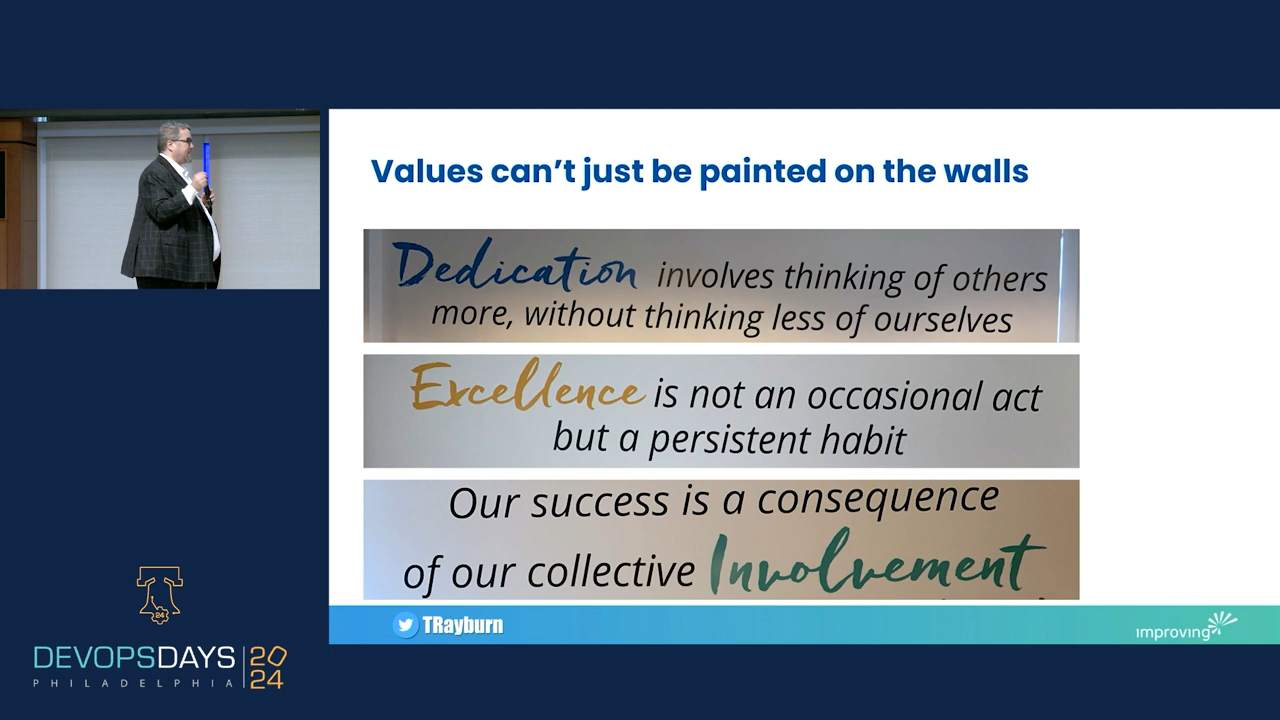 Values can't just be painted on the walls
Dedication involves thinking of others
more, without thinking less of ourselves
Excellence is not an occasional act
but a persistent habit
Our success is a consequence
of our collective Involvement
TRayburn
improving
24
DEVOPSDAYS
PHILADELPHIA
20
24